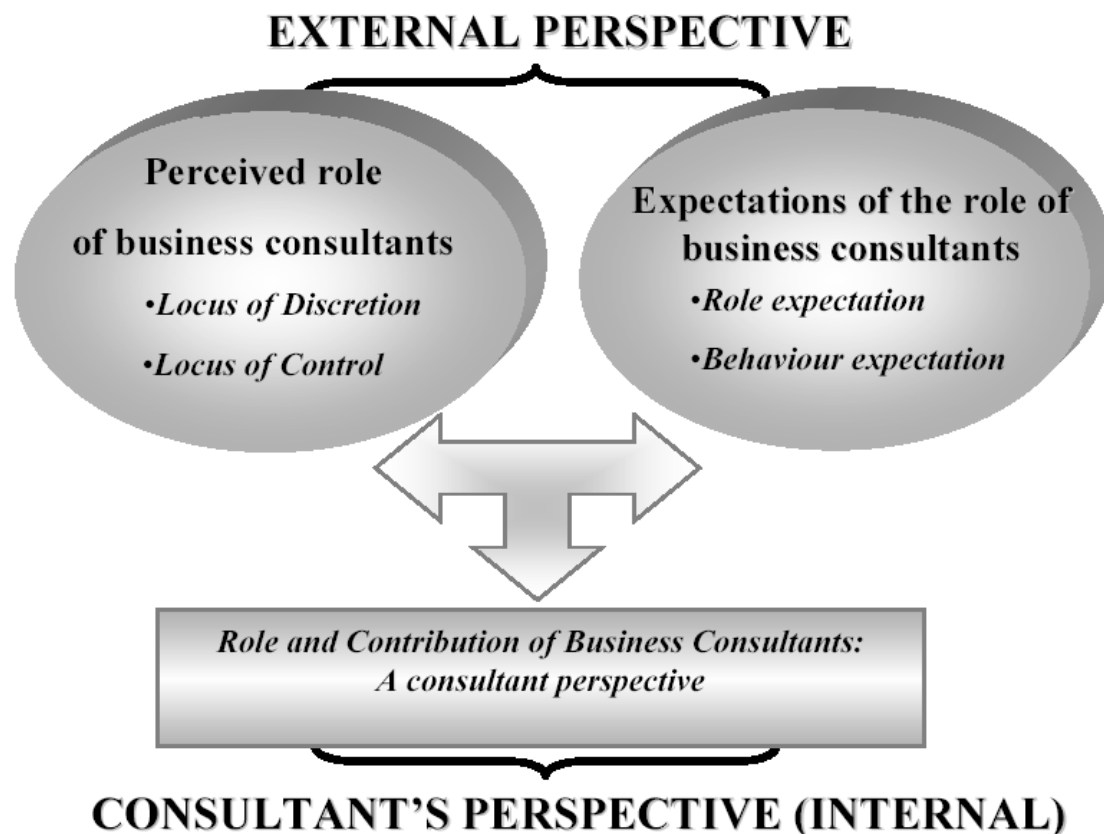 EXTERNAL PERSPECTIVE
Perceived role
of business consultants
•Locus of Discretion
•Locus of Control
Expectations of the role of
business consultants
•Role expectation
•Behaviour expectation
Role and Contribution of Business Consultants:
A consultant perspective
CONSULTANT’S PERSPECTIVE (INTERNAL)